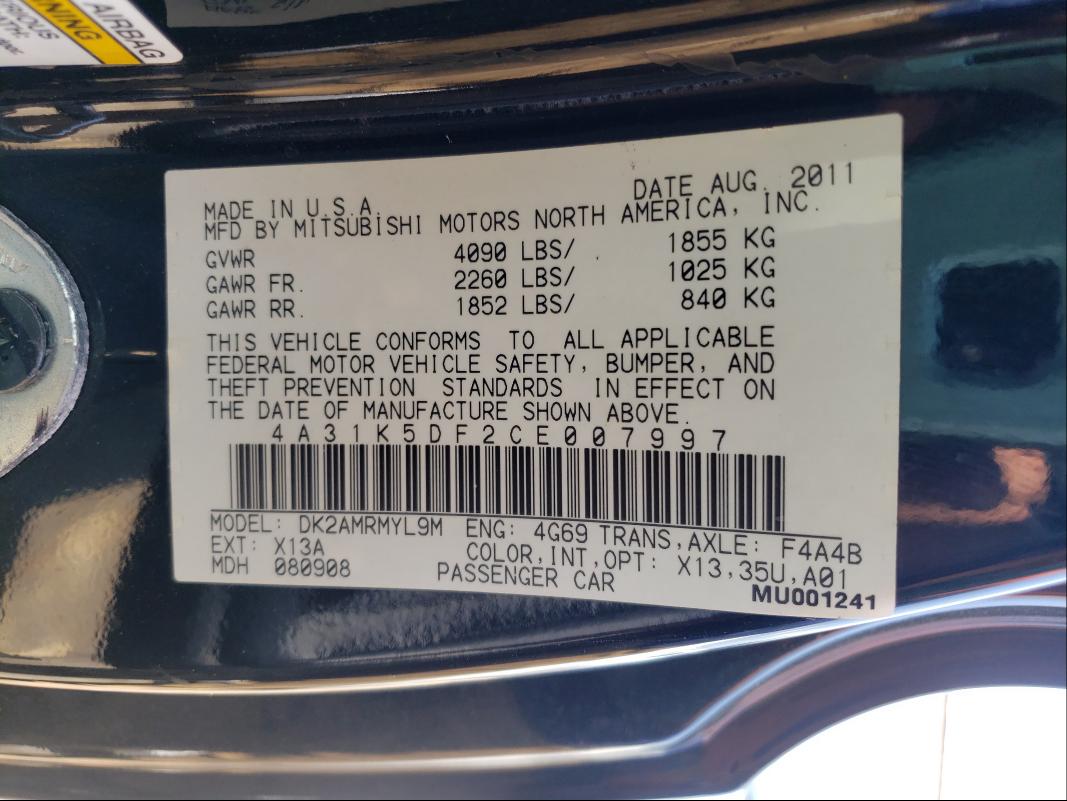 AIRBAG
MADE IN U.S.A. DATE AUG. 2011
MFD BY MITSUBISHI MOTORS NORTH AMERICA, INC.
GVWR 4090 LBS/ 1855 KG
GAWR FR. 2260 LBS/ 1025 KG
GAWR RR. 1852 LBS/ 840 KG
THIS VEHICLE CONFORMS TO ALL APPLICABLE
FEDERAL MOTOR VEHICLE SAFETY, BUMPER, AND
THEFT PREVENTION STANDARDS IN EFFECT ON
THE DATE OF MANUFACTURE SHOWN ABOVE.
4A31K5DF2CE007997
MODEL: DK2AMRMYL9M ENG: 4G69 TRANS,AXLE: F4A4B
EXT: X13A COLOR,INT,OPT: X13,35U,A01
MDH 080908 PASSENGER CAR
MU001241